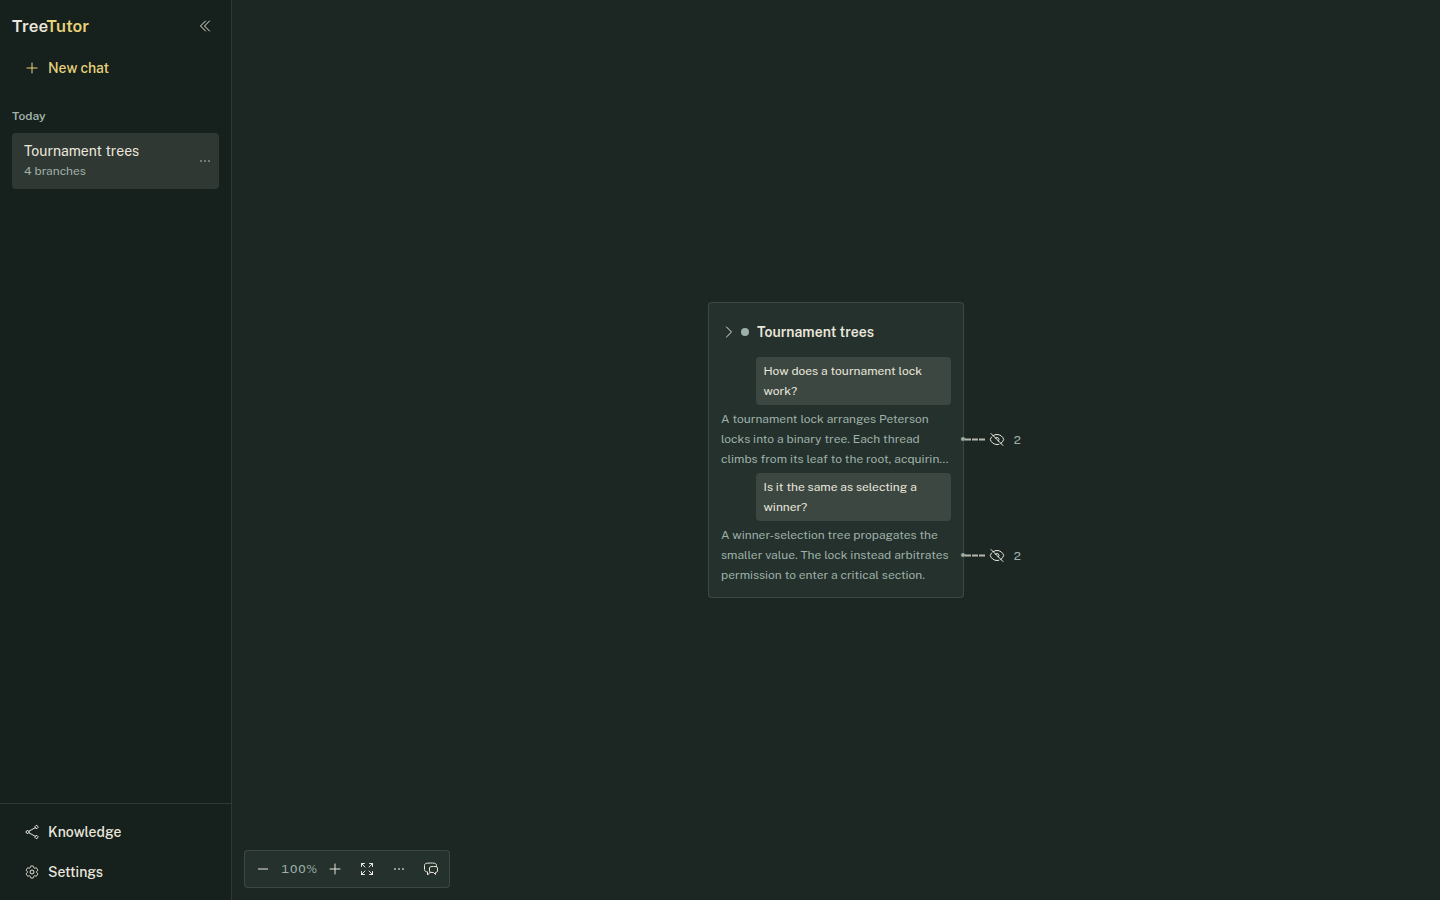 TreeTutor
New chat
Today
Tournament trees
4 branches
Knowledge
Settings
Tournament trees
How does a tournament lock
work?
A tournament lock arranges Peterson
locks into a binary tree. Each thread
climbs from its leaf to the root, acquirin...
2
Is it the same as selecting a
winner?
A winner-selection tree propagates the
smaller value. The lock instead arbitrates
permission to enter a critical section.
2
100%